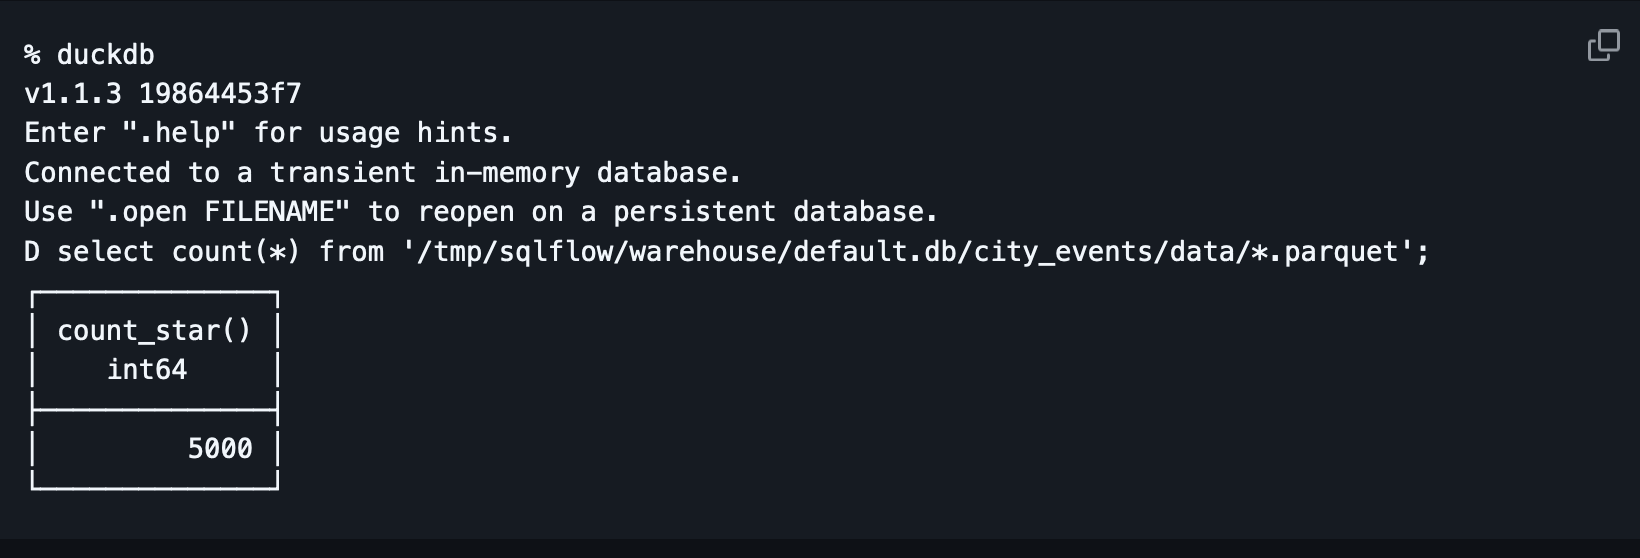 % duckdb
v1.1.3 19864453f7
Enter ".help" for usage hints.
Connected to a transient in-memory database.
Use ".open FILENAME" to reopen on a persistent database.
D select count(*) from '/tmp/sqlflow/warehouse/default.db/city_events/data/*.parquet';
count_star()
int64
5000